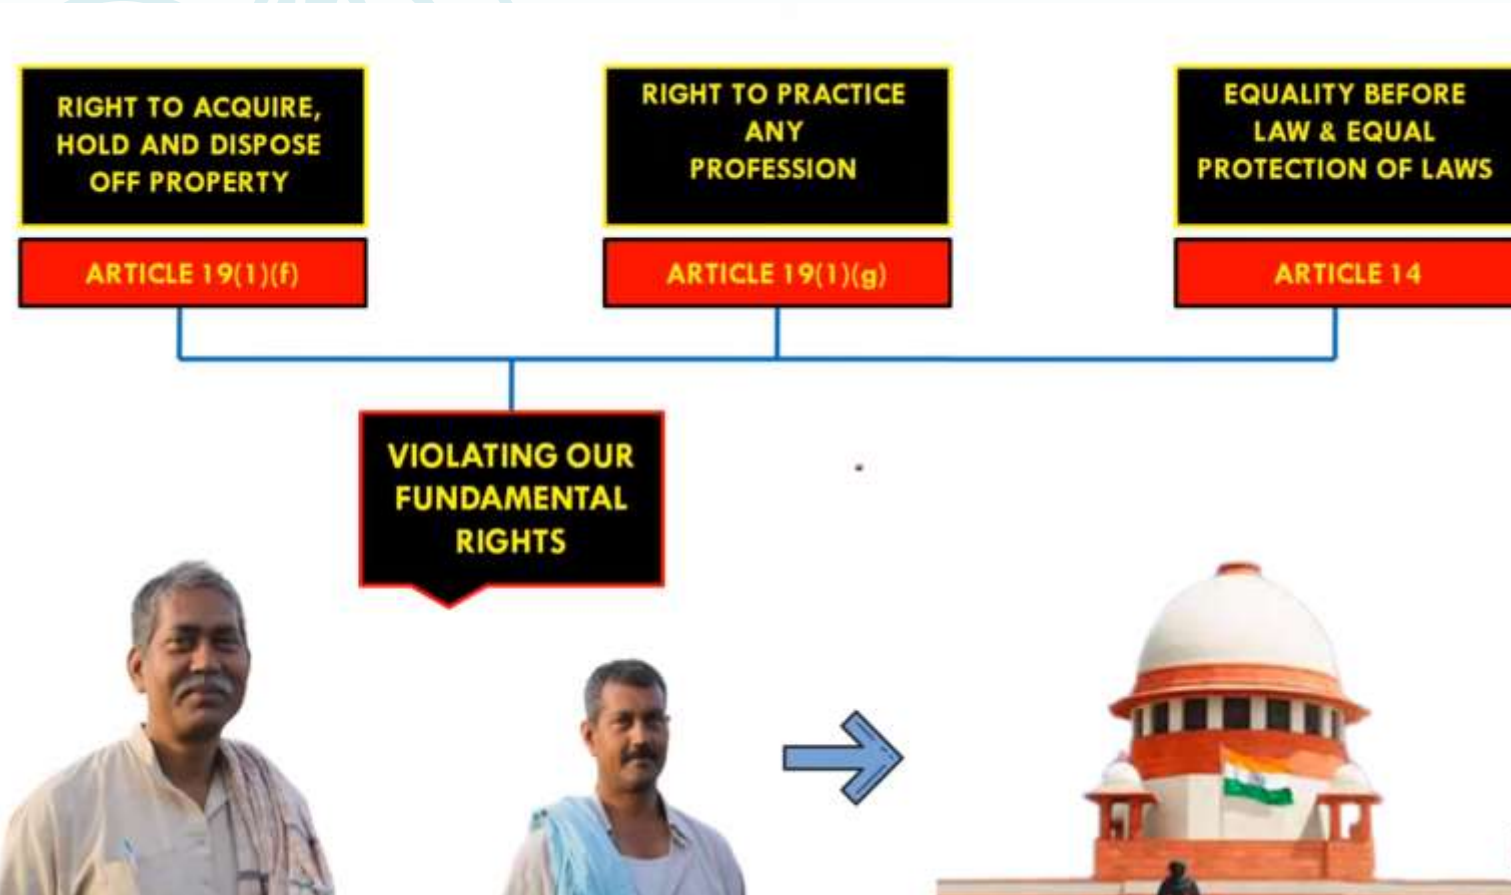 RIGHT TO ACQUIRE,
HOLD AND DISPOSE
OFF PROPERTY
ARTICLE 19(1)(f)
RIGHT TO PRACTICE
ANY
PROFESSION
ARTICLE 19(1)(g)
EQUALITY BEFORE
LAW & EQUAL
PROTECTION OF LAWS
ARTICLE 14
VIOLATING OUR
FUNDAMENTAL
RIGHTS